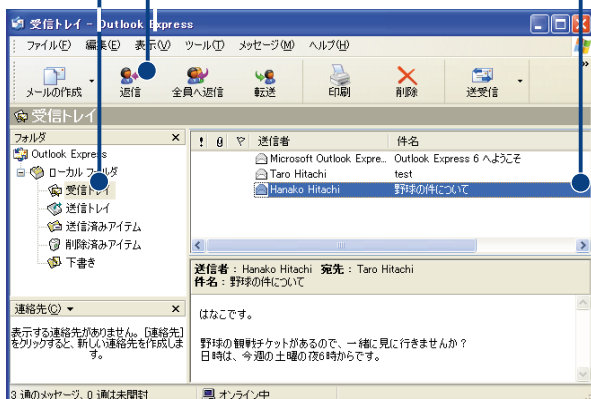 受信トレイ - Outlook Express
ファイル(F) 編集(E) 表示(V) ツール(T) メッセージ(M) ヘルプ(H)
メールの作成 返信 全員へ返信 転送 印刷 削除 送受信 »
受信トレイ
フォルダ ×
Outlook Express
ローカル フォルダ
受信トレイ
送信トレイ
送信済みアイテム
削除済みアイテム
下書き
! 送信者 件名
Microsoft Outlook Expre... Outlook Express 6 へようこそ
Taro Hitachi test
Hanako Hitachi 野球の件について
送信者: Hanako Hitachi 宛先: Taro Hitachi
件名: 野球の件について
はなこです。
野球の観戦チケットがあるので、一緒に見に行きませんか?
日時は、今週の土曜の夜6時からです。
連絡先(C) ▼ ×
表示する連絡先がありません。[連絡先]
をクリックすると、新しい連絡先を作成しま
す。
3 通のメッセージ、0 通は未開封 オンライン中